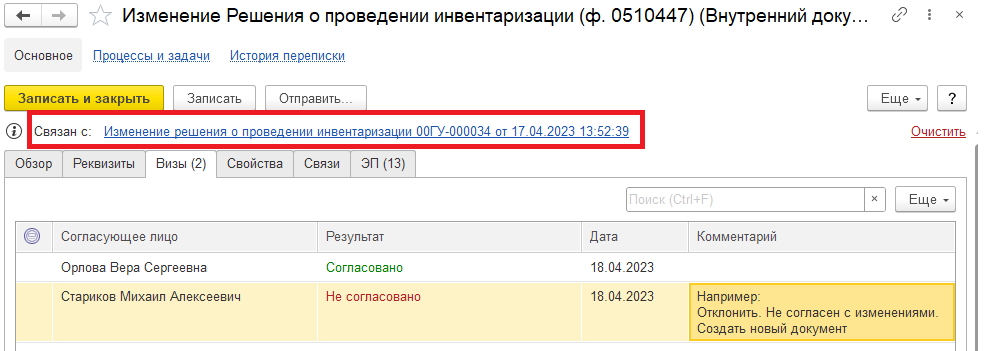 Изменение Решения о проведении инвентаризации (ф. 0510447) (Внутренний доку...
Основное Процессы и задачи История переписки
Записать и закрыть Записать Отправить... Еще ?
Связан с: Изменение решения о проведении инвентаризации 00ГУ-000034 от 17.04.2023 13:52:39 Очистить
Обзор Реквизиты Визы (2) Свойства Связи ЭП (13)
Поиск (Ctrl+F) × Еще
Согласующее лицо Результат Дата Комментарий
Орлова Вера Сергеевна Согласовано 18.04.2023
Стариков Михаил Алексеевич Не согласовано 18.04.2023 Например:
Отклонить. Не согласен с изменениями.
Создать новый документ